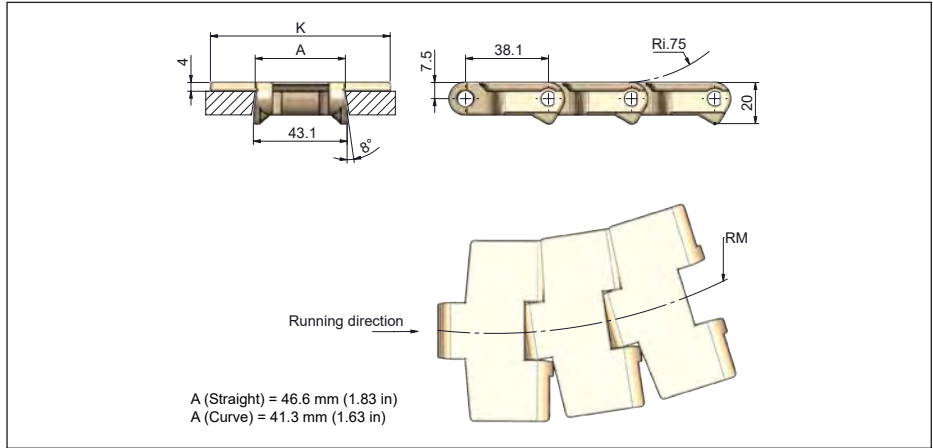 K
A
4
43.1
8°
7.5
38.1
Ri.75
20
RM
Running direction
A (Straight) = 46.6 mm (1.83 in)
A (Curve) = 41.3 mm (1.63 in)